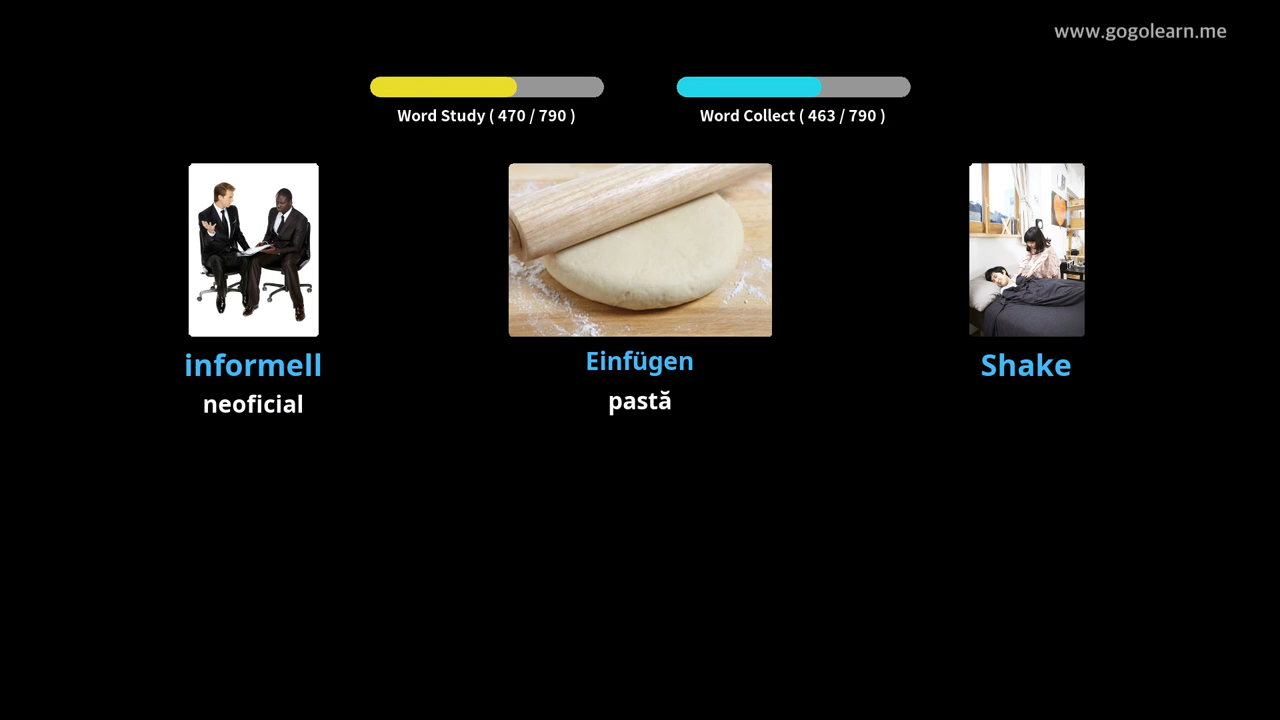 www.gogolearn.me
Word Study ( 470 / 790 )
Word Collect ( 463 / 790 )
informell
neoficial
Einfügen
pastă
Shake